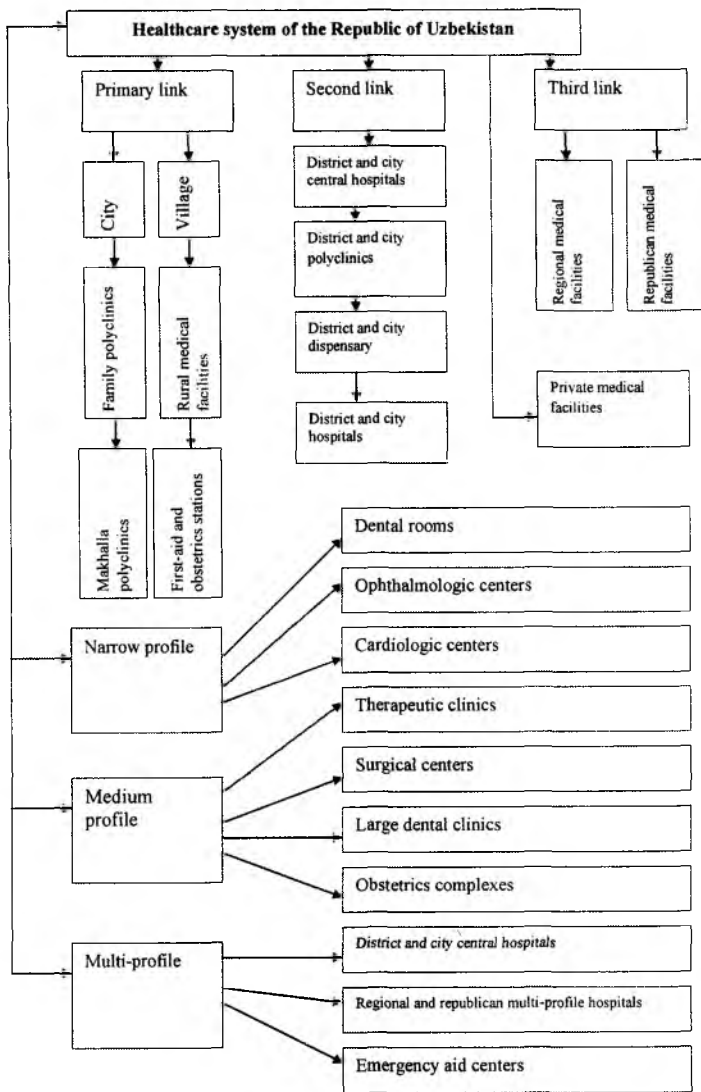 Healthcare system of the Republic of Uzbekistan
Primary link
Second link
Third link
City
Village
Family polyclinics
Rural medical
facilities
Makhalla
polyclinics
First-aid and
obstetrics stations
District and city
central hospitals
District and city
polyclinics
District and city
dispensary
District and city
hospitals
Regional medical
facilities
Republican medical
facilities
Private medical
facilities
Narrow profile
Dental rooms
Ophthalmologic centers
Cardiologic centers
Medium
profile
Therapeutic clinics
Surgical centers
Large dental clinics
Obstetrics complexes
Multi-profile
District and city central hospitals
Regional and republican multi-profile hospitals
Emergency aid centers